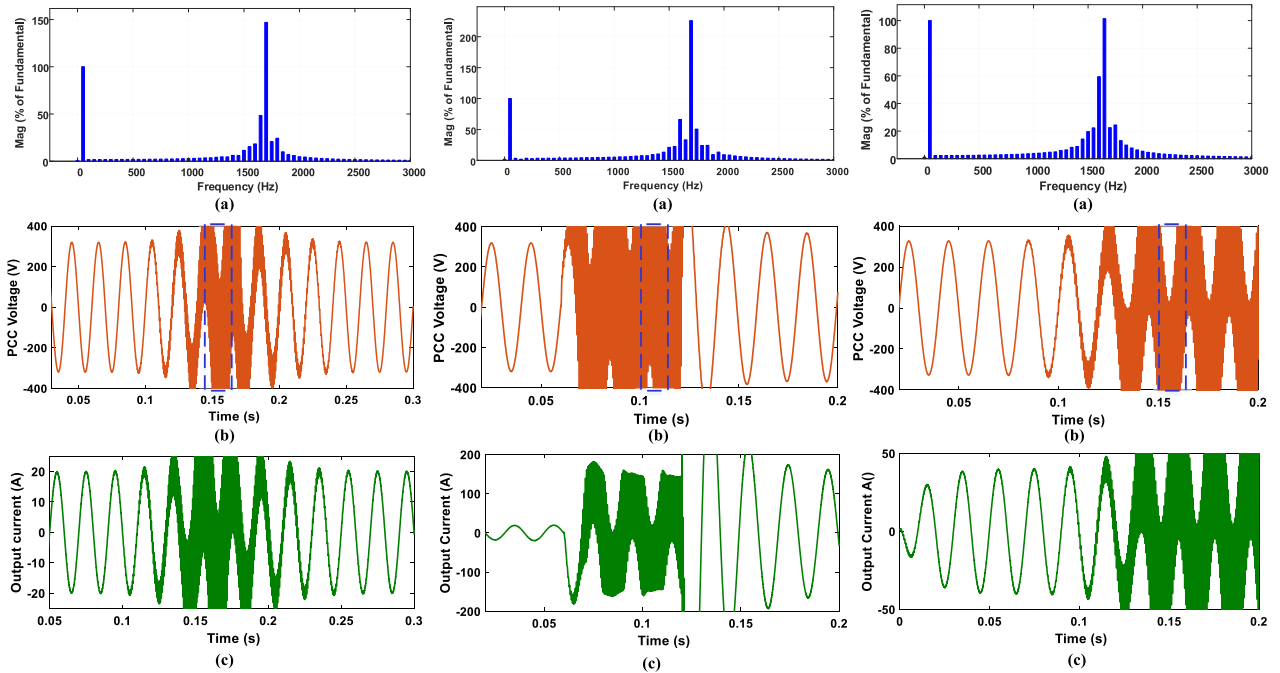 Mag (% of Fundamental)
150
100
50
0
0 500 1000 1500 2000 2500 3000
Frequency (Hz)
(a)
Mag (% of Fundamental)
200
150
100
50
0
0 500 1000 1500 2000 2500 3000
Frequency (Hz)
(a)
Mag (% of Fundamental)
100
80
60
40
20
0
0 500 1000 1500 2000 2500 3000
Frequency (Hz)
(a)
PCC Voltage (V)
400
200
0
-200
-400
0.05 0.1 0.15 0.2 0.25 0.3
Time (s)
(b)
PCC Voltage (V)
400
200
0
-200
-400
0.05 0.1 0.15 0.2
Time (s)
(b)
PCC Voltage (V)
400
200
0
-200
-400
0.05 0.1 0.15 0.2
Time (s)
(b)
Output current (A)
20
10
0
-10
-20
0.05 0.1 0.15 0.2 0.25 0.3
Time (s)
(c)
Output Current (A)
200
100
0
-100
-200
0.05 0.1 0.15 0.2
Time (s)
(c)
Output Current A()
50
0
-50
0 0.05 0.1 0.15 0.2
Time (s)
(c)